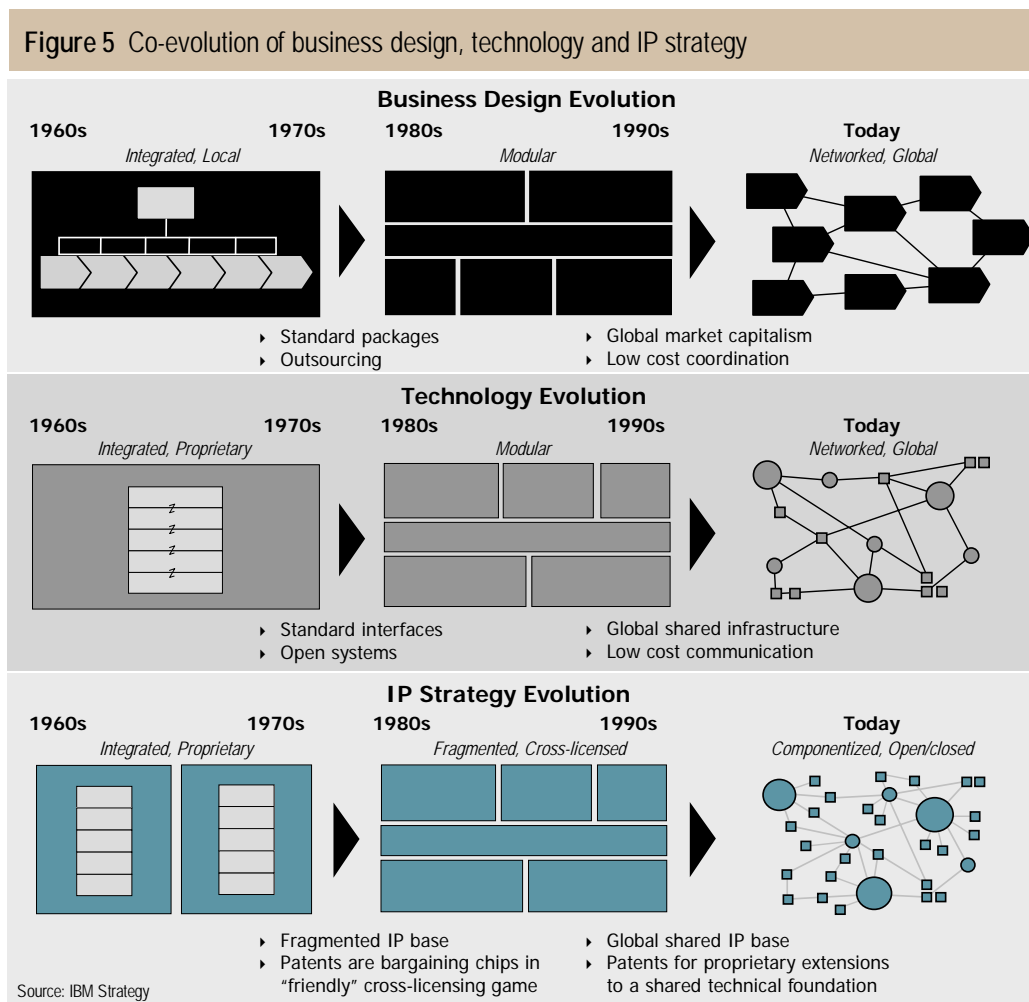 Figure 5 Co-evolution of business design, technology and IP strategy
Business Design Evolution
1960s 1970s 1980s 1990s Today
Integrated, Local Modular Networked, Global
‣ Standard packages ‣ Global market capitalism
‣ Outsourcing ‣ Low cost coordination
Technology Evolution
1960s 1970s 1980s 1990s Today
Integrated, Proprietary Modular Networked, Global
z
z
z
z
‣ Standard interfaces ‣ Global shared infrastructure
‣ Open systems ‣ Low cost communication
IP Strategy Evolution
1960s 1970s 1980s 1990s Today
Integrated, Proprietary Fragmented, Cross-licensed Componentized, Open/closed
‣ Fragmented IP base ‣ Global shared IP base
‣ Patents are bargaining chips in ‣ Patents for proprietary extensions
"friendly" cross-licensing game to a shared technical foundation
Source: IBM Strategy